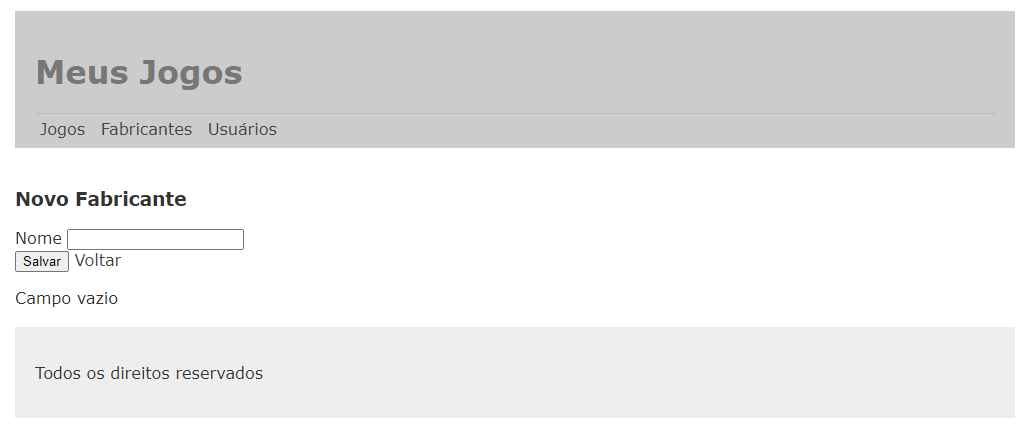 Meus Jogos
Jogos Fabricantes Usuários
Novo Fabricante
Nome
Salvar Voltar
Campo vazio
Todos os direitos reservados